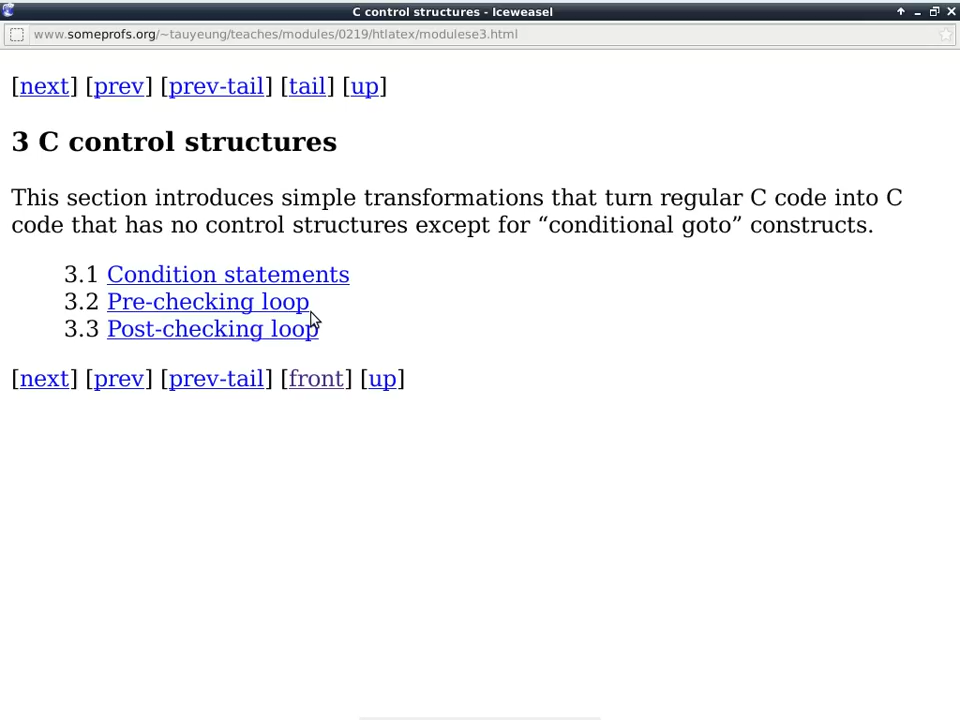 C control structures - Iceweasel
www.someprofs.org/~tauyeung/teaches/modules/0219/htlatex/modulese3.html
[next] [prev] [prev-tail] [tail] [up]
3 C control structures
This section introduces simple transformations that turn regular C code into C
code that has no control structures except for “conditional goto” constructs.
3.1 Condition statements
3.2 Pre-checking loop
3.3 Post-checking loop
[next] [prev] [prev-tail] [front] [up]